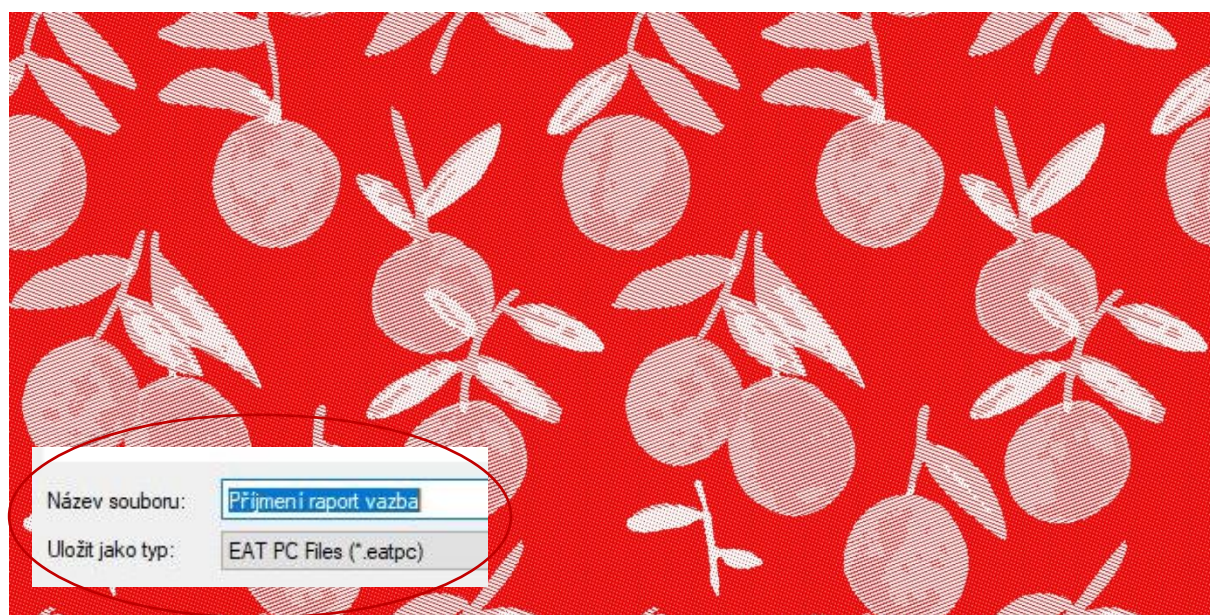 Název souboru: Příjmení raport vazba
Uložit jako typ: EAT PC Files (*.eatpc)